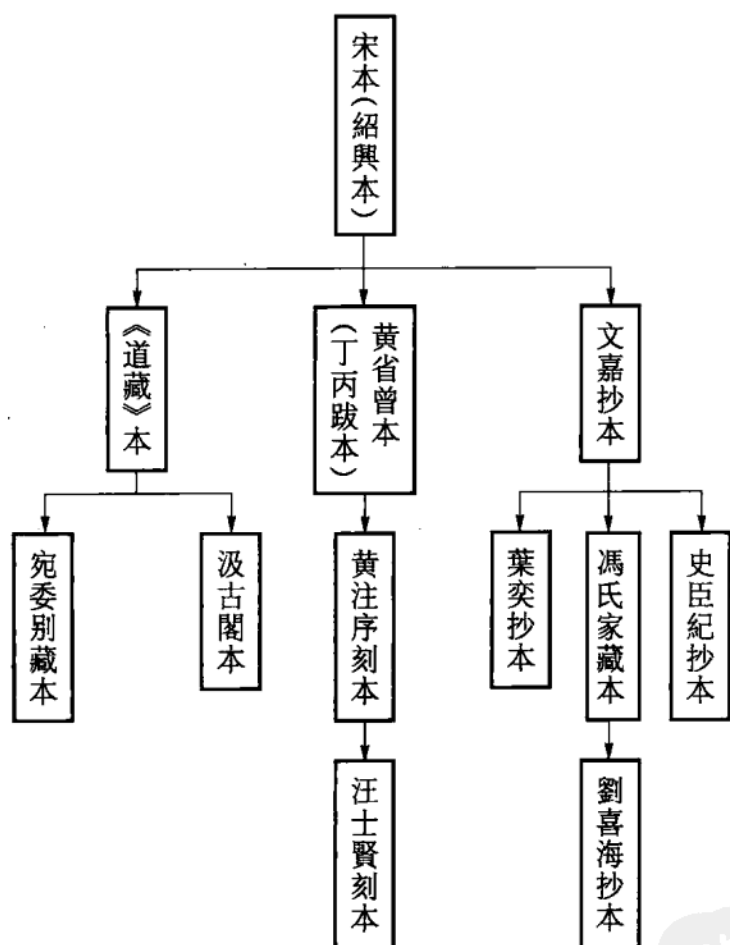 宋本(紹興本)
文嘉抄本
黄省曾本
(丁丙跋本)
《道藏》本
史臣紀抄本
馮氏家藏本
葉奕抄本
黄注序刻本
汲古閣本
宛委别藏本
劉喜海抄本
汪士賢刻本